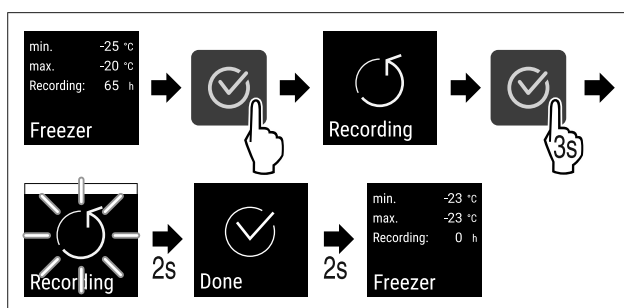 min. -25 °C
max. -20 °C
Recording: 65 h
Freezer
Recording
3s
Recording
2s
Done
2s
min. -23 °C
max. -23 °C
Recording: 0 h
Freezer